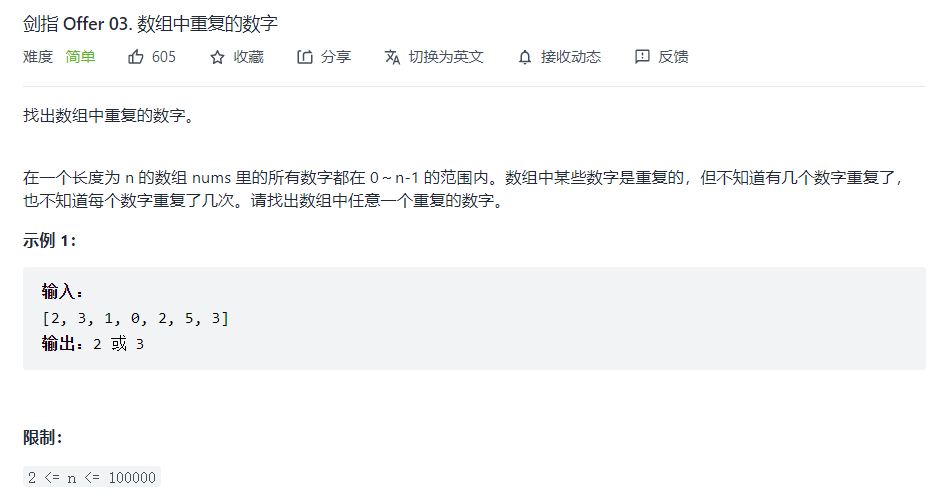 剑指 Offer 03. 数组中重复的数字
难度 简单 605 收藏 分享 切换为英文 接收动态 反馈
找出数组中重复的数字。
在一个长度为 n 的数组 nums 里的所有数字都在 0～n-1 的范围内。数组中某些数字是重复的，但不知道有几个数字重复了，
也不知道每个数字重复了几次。请找出数组中任意一个重复的数字。
示例 1：
输入：
[2, 3, 1, 0, 2, 5, 3]
输出：2 或 3
限制：
2 <= n <= 100000